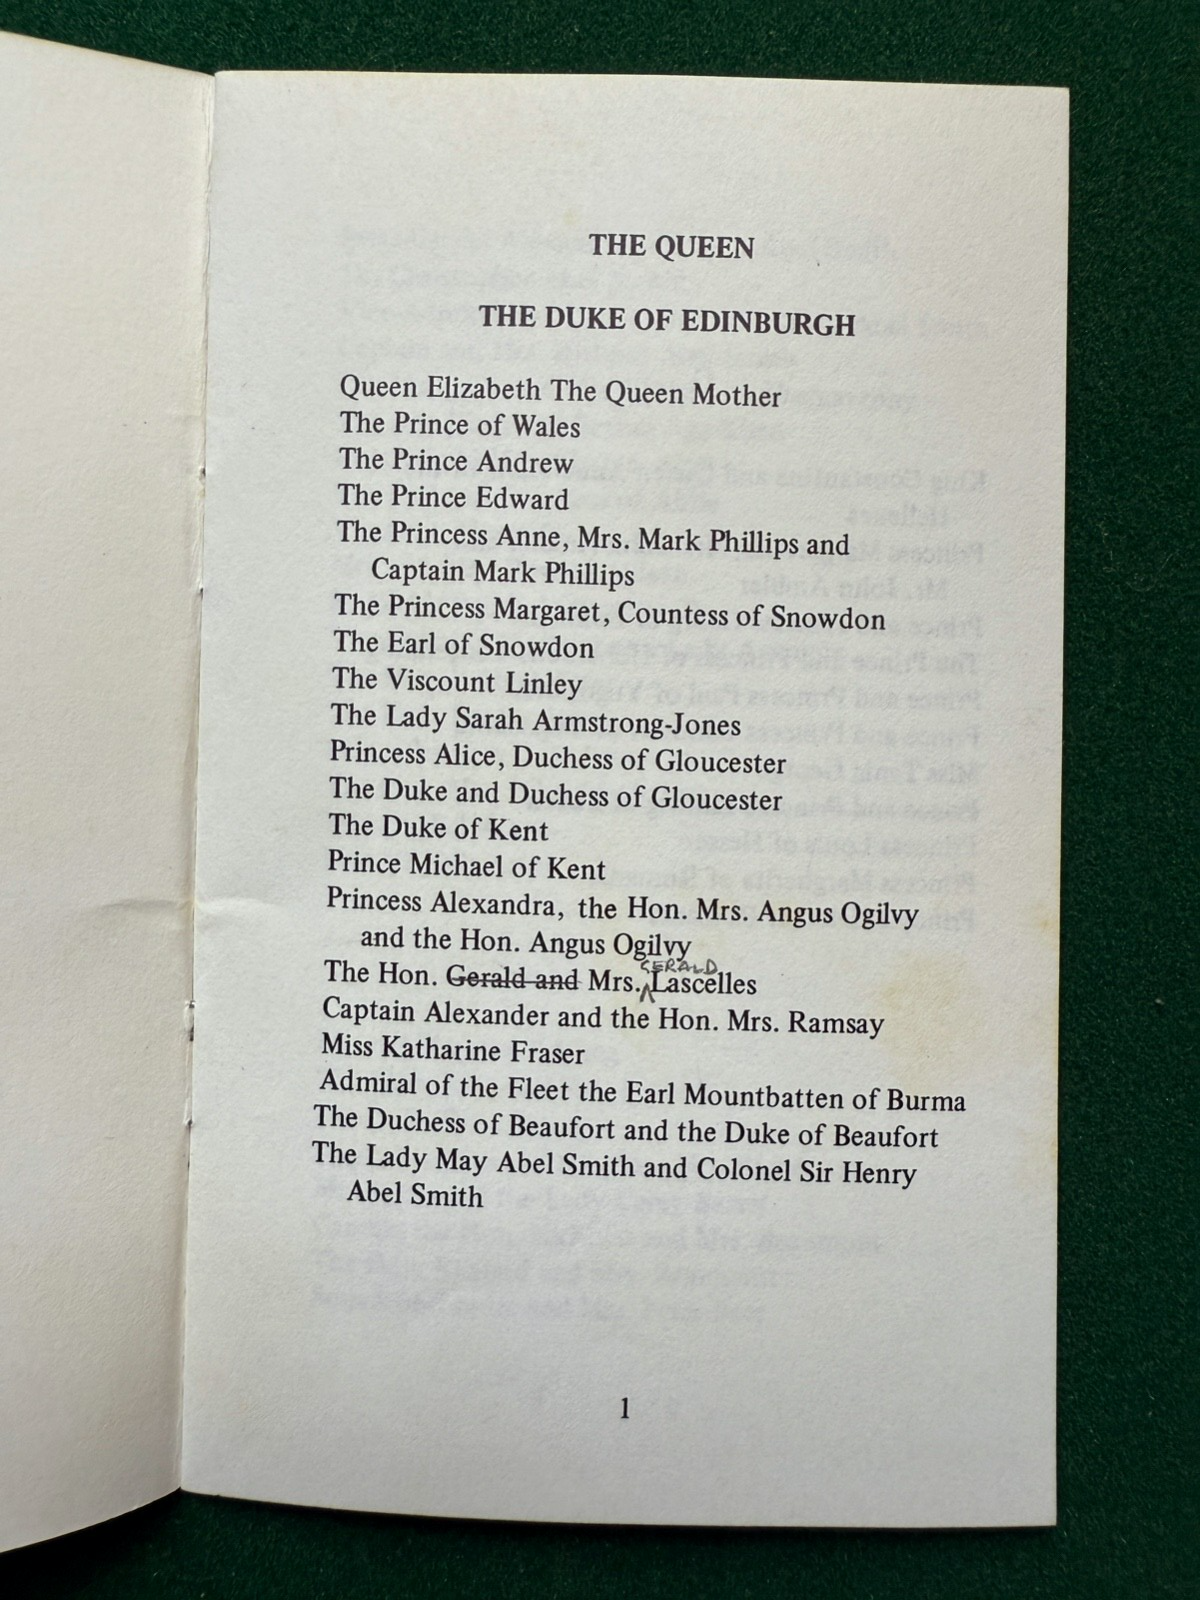 THE QUEEN
THE DUKE OF EDINBURGH
Queen Elizabeth The Queen Mother
The Prince of Wales
The Prince Andrew
The Prince Edward
The Princess Anne, Mrs. Mark Phillips and
Captain Mark Phillips
The Princess Margaret, Countess of Snowdon
The Earl of Snowdon
The Viscount Linley
The Lady Sarah Armstrong-Jones
Princess Alice, Duchess of Gloucester
The Duke and Duchess of Gloucester
The Duke of Kent
Prince Michael of Kent
Princess Alexandra, the Hon. Mrs. Angus Ogilvy
and the Hon. Angus Ogilvy
GERALD
The Hon. Gerald and Mrs. Lascelles
Captain Alexander and the Hon. Mrs. Ramsay
Miss Katharine Fraser
Admiral of the Fleet the Earl Mountbatten of Burma
The Duchess of Beaufort and the Duke of Beaufort
The Lady May Abel Smith and Colonel Sir Henry
Abel Smith
1